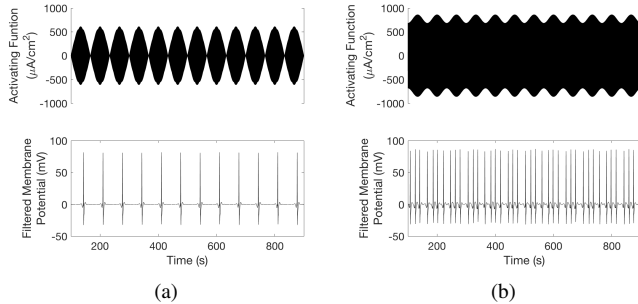 Activating Funtion
(μA/cm²)
1000
500
0
-500
-1000
Filtered Membrane
Potential (mV)
100
50
0
-50
200 400 600 800
Time (s)
(a)
Activating Function
(μA/cm²)
1000
500
0
-500
-1000
Filtered Membrane
Potential (mV)
100
50
0
-50
200 400 600 800
Time (s)
(b)